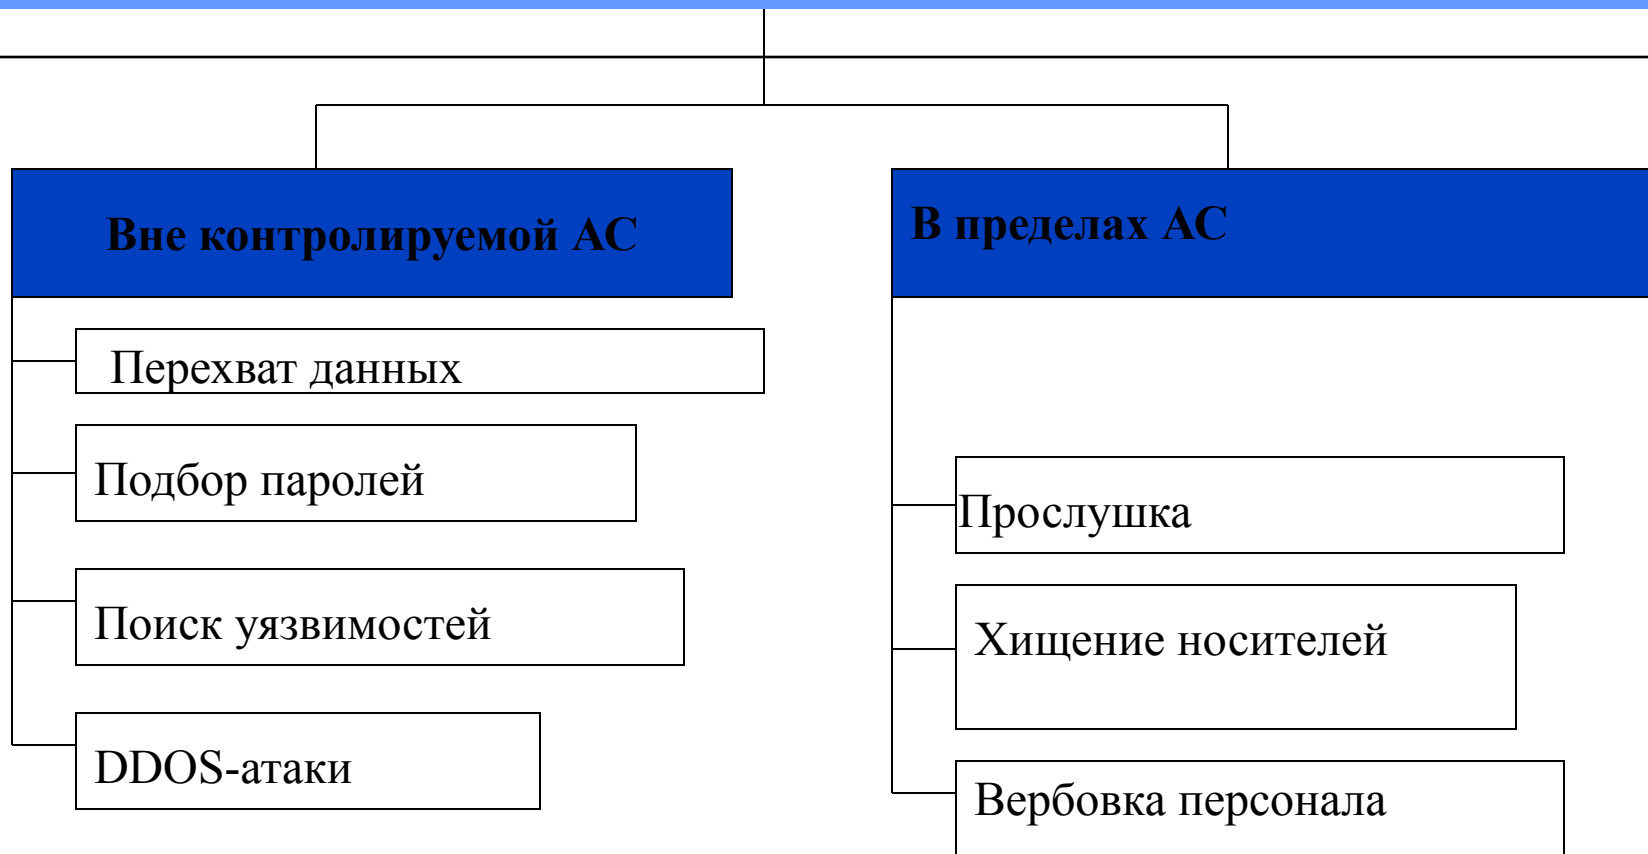 Вне контролируемой АС
Перехват данных
Подбор паролей
Поиск уязвимостей
DDOS-атаки
В пределах АС
Прослушка
Хищение носителей
Вербовка персонала